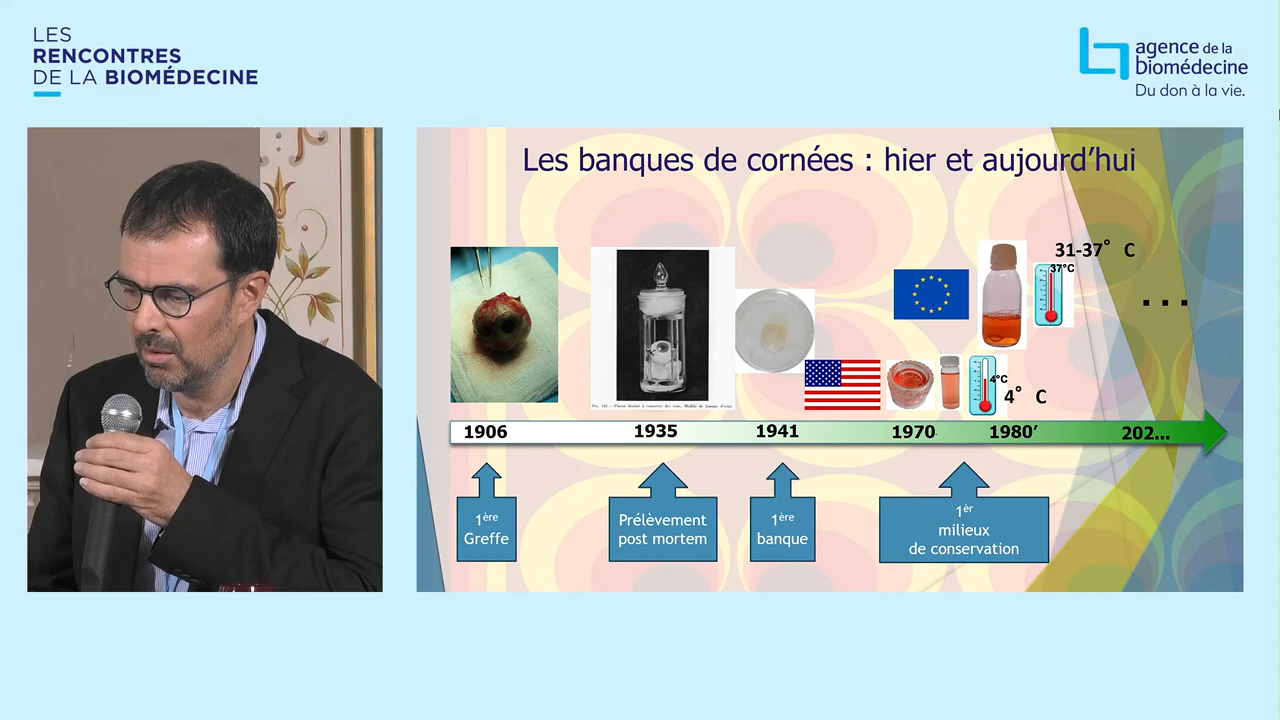 LES
RENCONTRES
DE LA BIOMÉDECINE
agence de la
biomédecine
Du don à la vie.
Les banques de cornées : hier et aujourd’hui
31-37° C
37°C
...
4°C
4° C
1906
1935
1941
1970
1980’
202...
1ère
Greffe
Prélèvement
post mortem
1ère
banque
1èr
milieux
de conservation